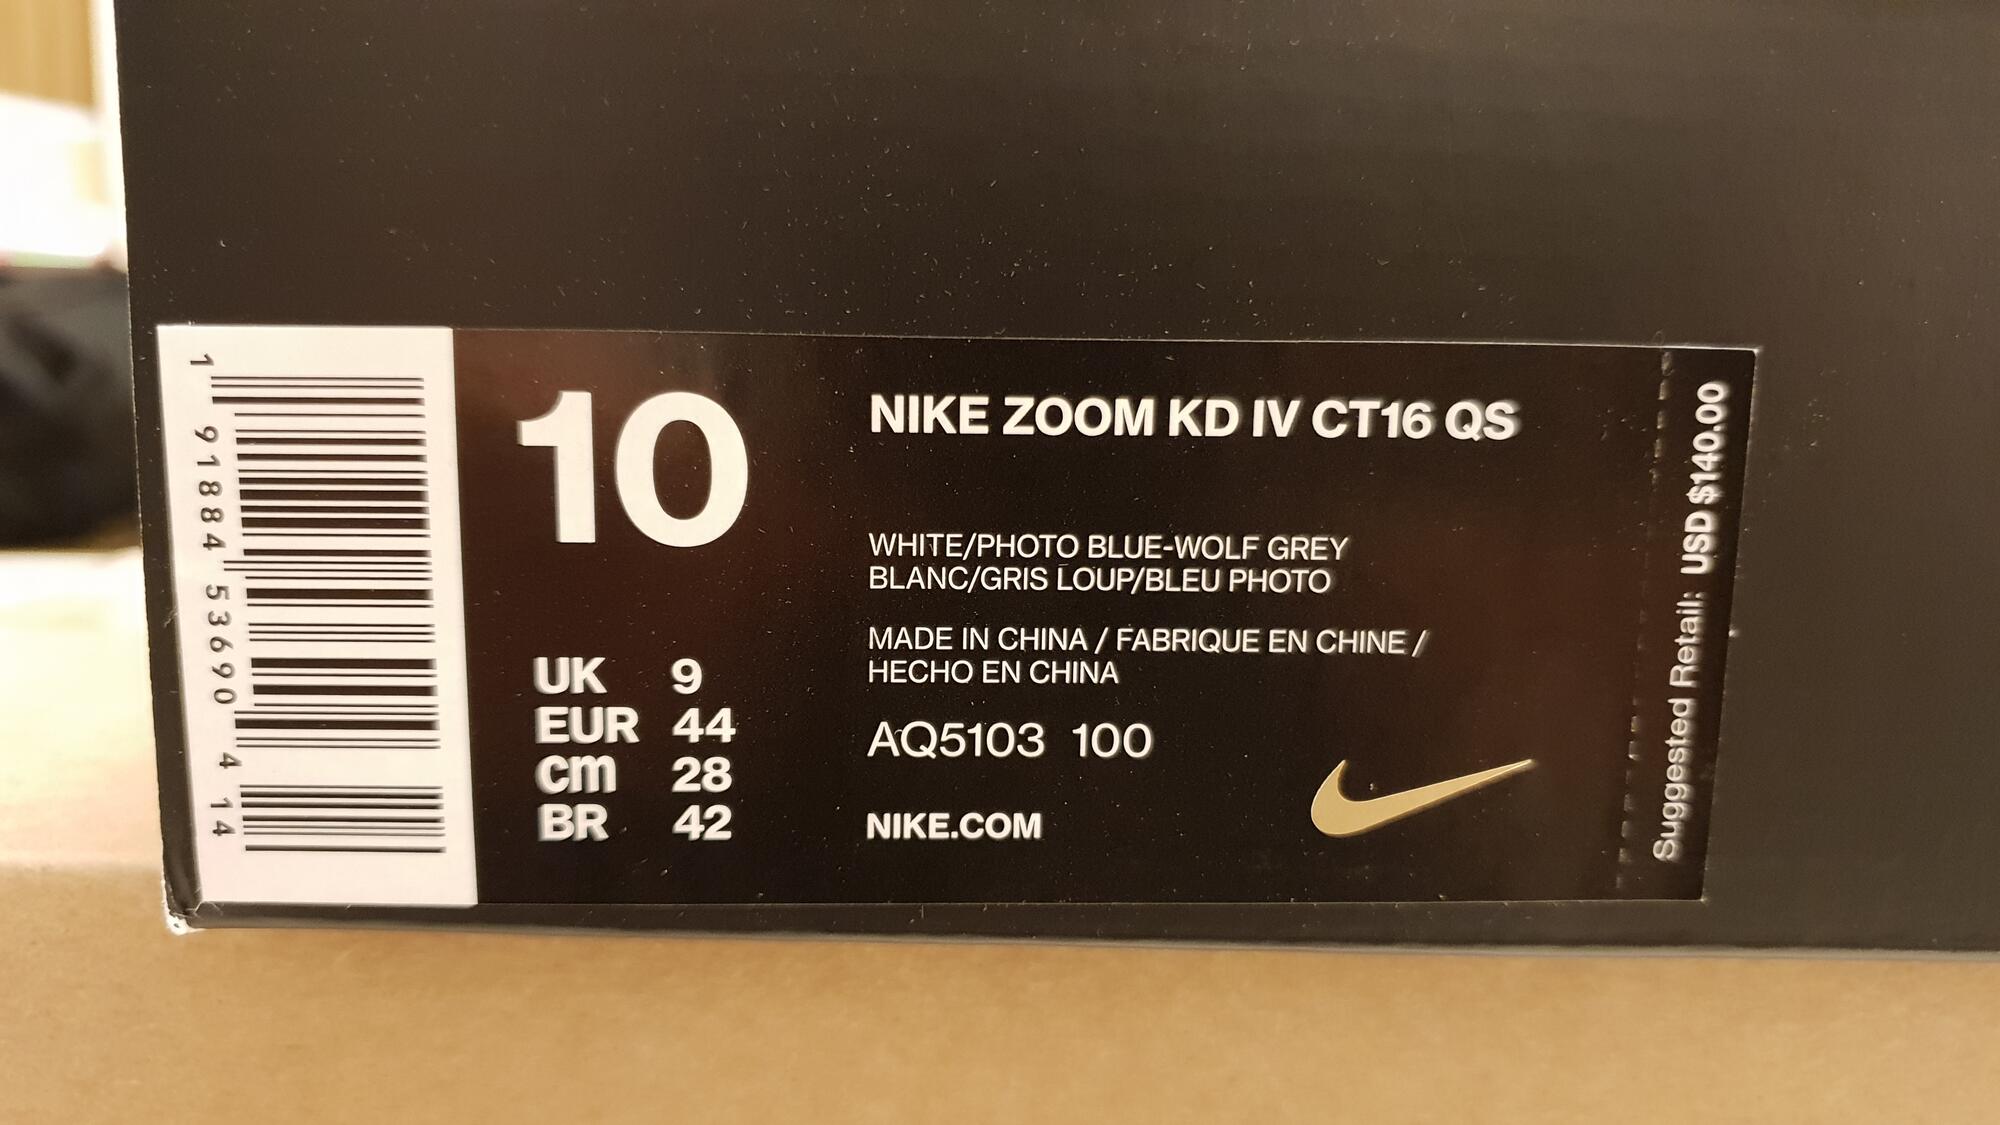 1 91884 53690 4 14
10
UK 9
EUR 44
cm 28
BR 42
NIKE ZOOM KD IV CT16 QS
WHITE/PHOTO BLUE-WOLF GREY
BLANC/GRIS LOUP/BLEU PHOTO
MADE IN CHINA / FABRIQUE EN CHINE /
HECHO EN CHINA
AQ5103 100
NIKE.COM
Suggested Retail: USD $140.00